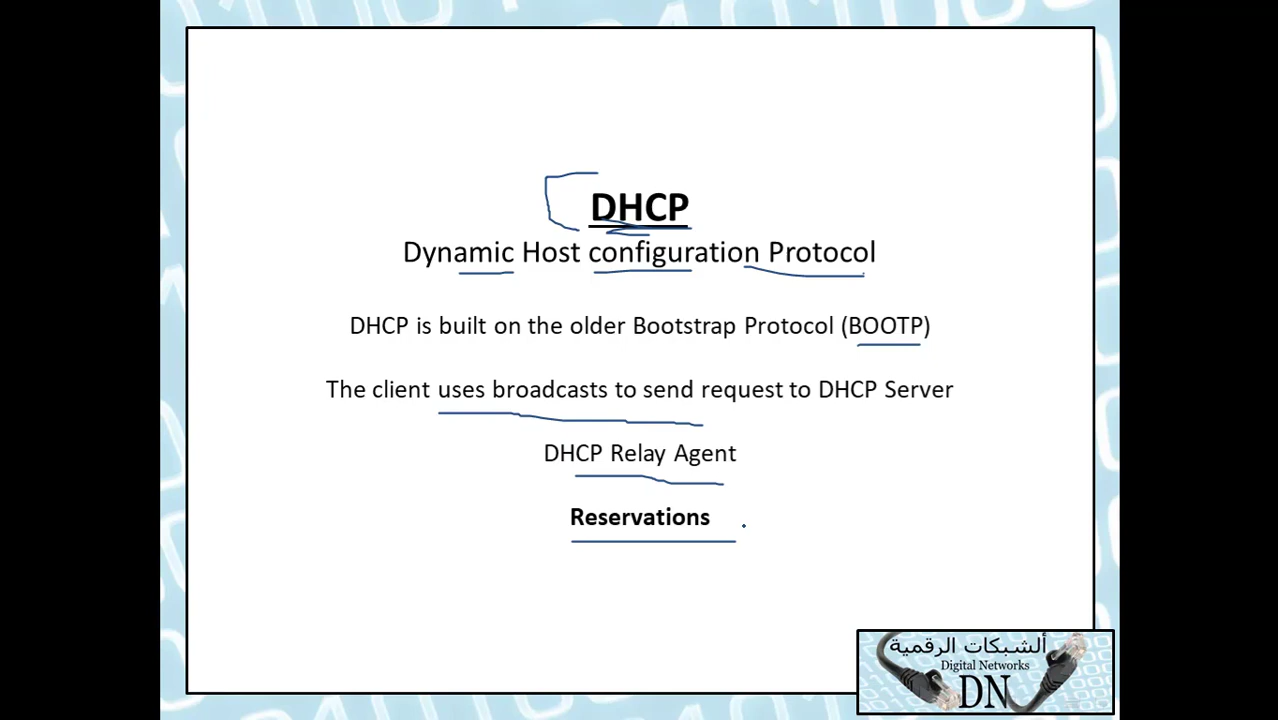 DHCP
Dynamic Host configuration Protocol
DHCP is built on the older Bootstrap Protocol (BOOTP)
The client uses broadcasts to send request to DHCP Server
DHCP Relay Agent
Reservations
ألشبكات الرقمية
Digital Networks
DN